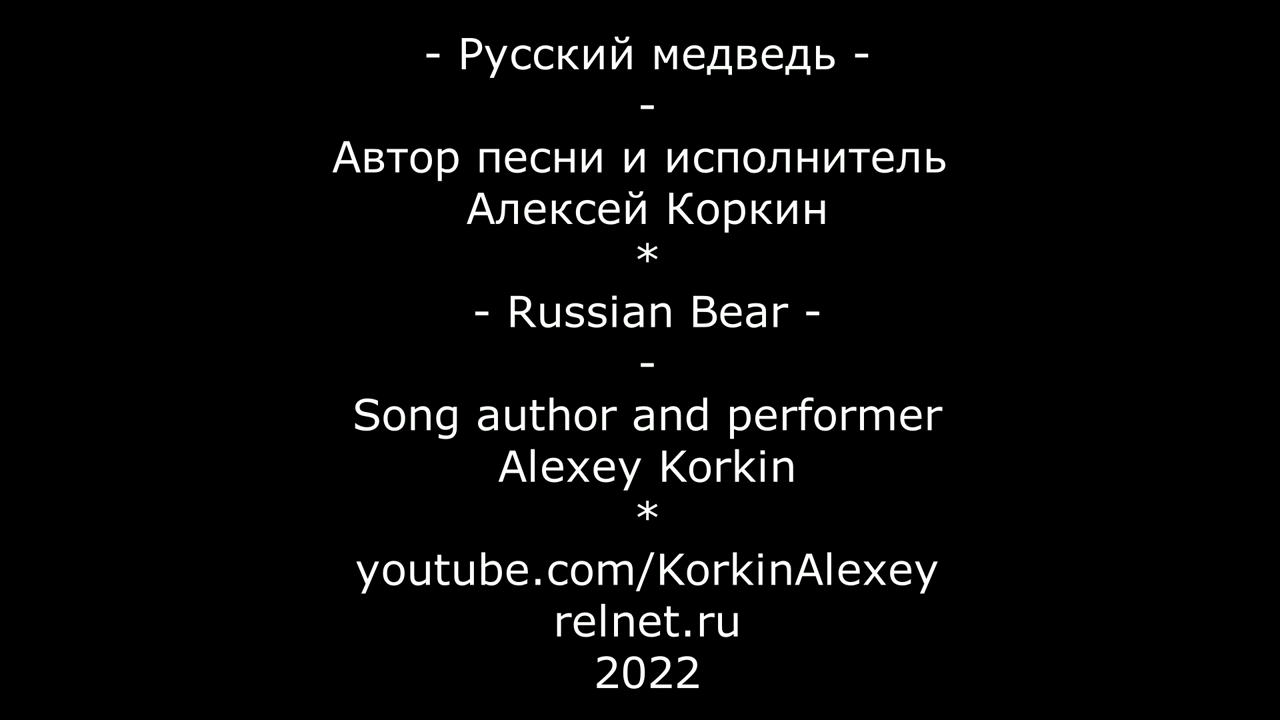 - Русский медведь -
-
Автор песни и исполнитель
Алексей Коркин
*
- Russian Bear -
-
Song author and performer
Alexey Korkin
*
youtube.com/KorkinAlexey
relnet.ru
2022